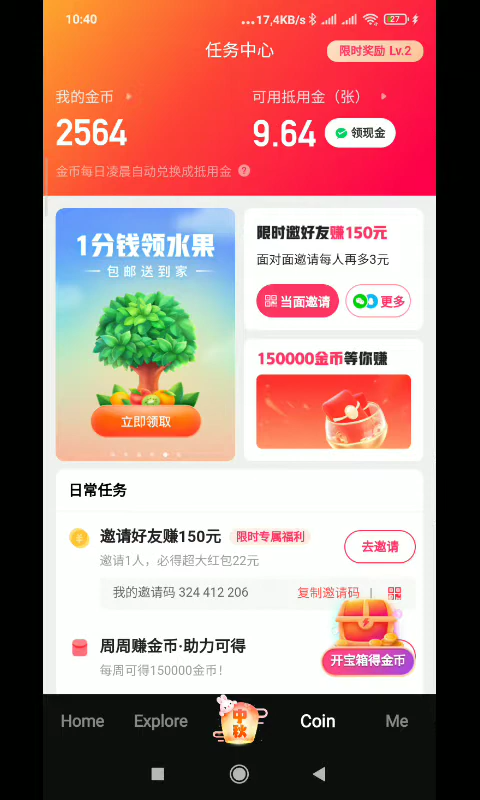 10:40
...17,4KB/s
27
任务中心
限时奖励 Lv.2
我的金币
可用抵用金（张）
2564
9.64
领现金
金币每日凌晨自动兑换成抵用金 ?
1分钱领水果
包邮送到家
立即领取
限时邀好友赚150元
面对面邀请每人再多3元
当面邀请
更多
150000金币等你赚
日常任务
邀请好友赚150元
限时专属福利
邀请1人，必得超大红包22元
去邀请
我的邀请码 324 412 206
复制邀请码 |
周周赚金币·助力可得
每周可得150000金币！
开宝箱得金币
Home
Explore
中秋
Coin
Me